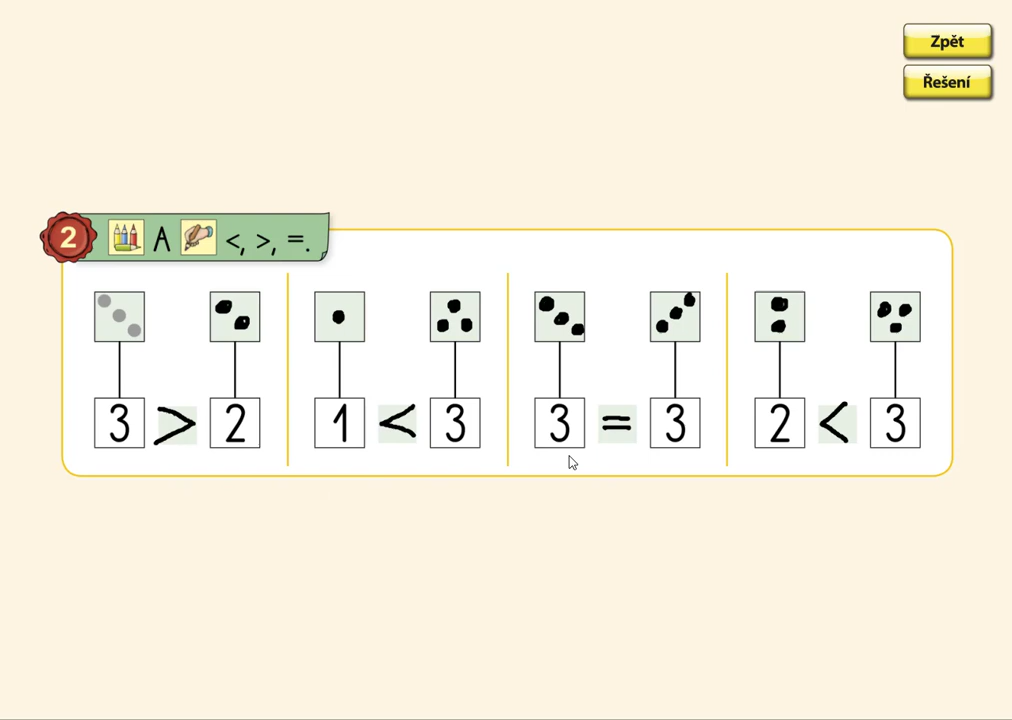 Zpět
Řešení
2 A <, >, =.
3 > 2 1 < 3 3 = 3 2 < 3